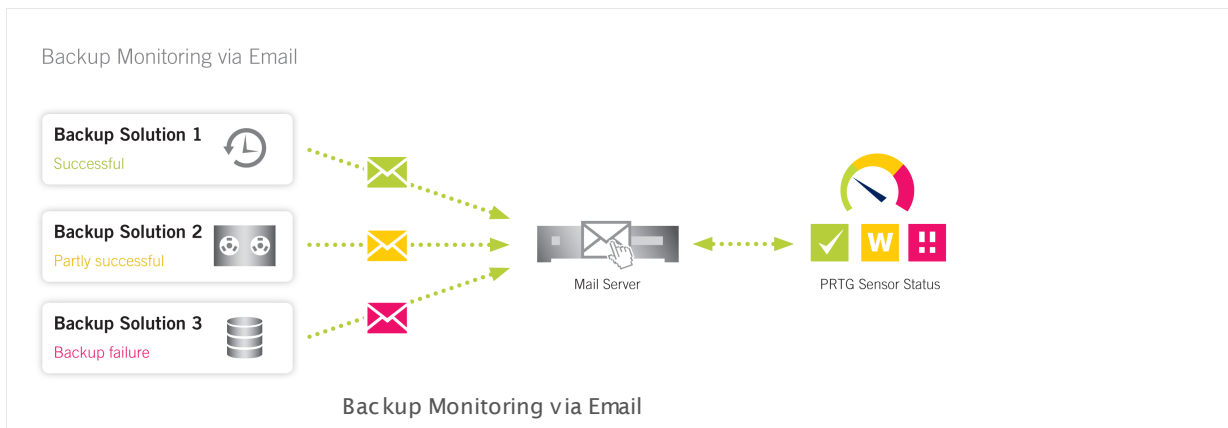 Backup Monitoring via Email
Backup Solution 1
Successful
Backup Solution 2
Partly successful
Backup Solution 3
Backup failure
Mail Server
W
PRTG Sensor Status
Backup Monitoring via Email